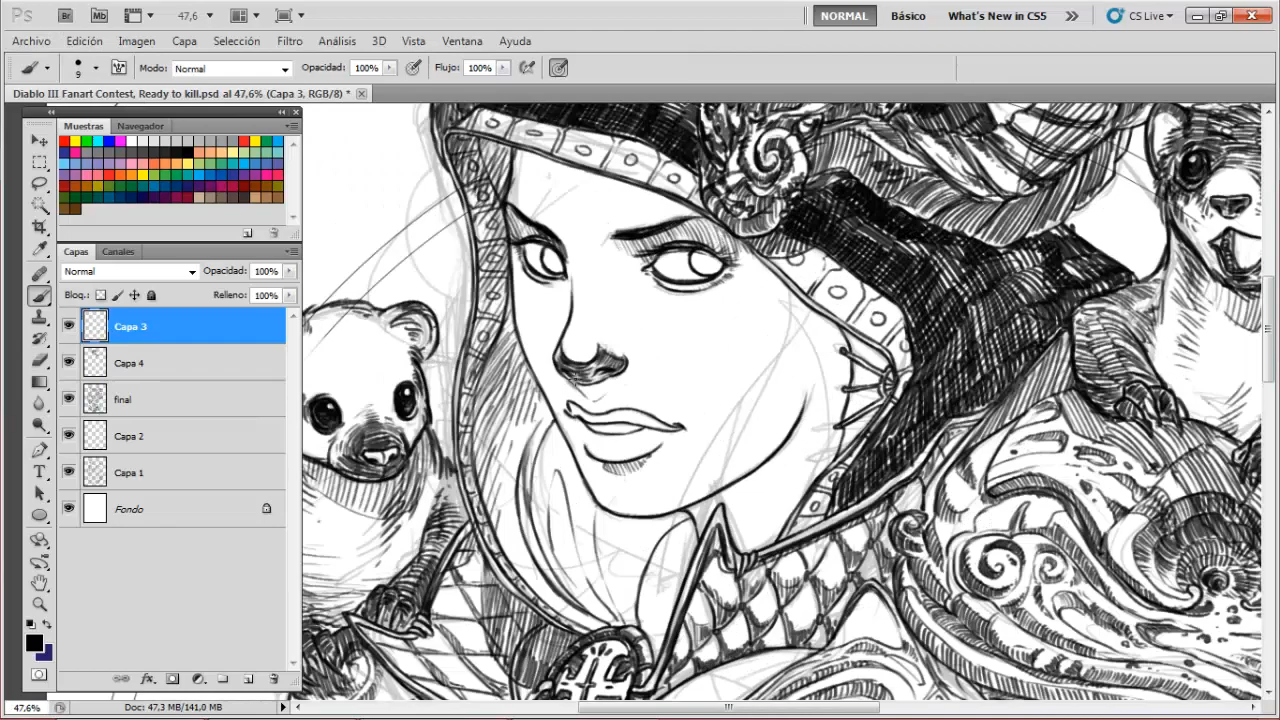 Ps Br Mb 47,6 NORMAL Básico What's New in CS5 CS Live
Archivo Edición Imagen Capa Selección Filtro Análisis 3D Vista Ventana Ayuda
9 Modo: Normal Opacidad: 100% Flujo: 100%
Diablo III Fanart Contest, Ready to kill.psd al 47,6% (Capa 3, RGB/8) *
Muestras Navegador
Capas Canales
Normal Opacidad: 100%
Bloq.: Relleno: 100%
Capa 3
Capa 4
final
Capa 2
Capa 1
Fondo
47,6% Doc: 47,3 MB/141,0 MB